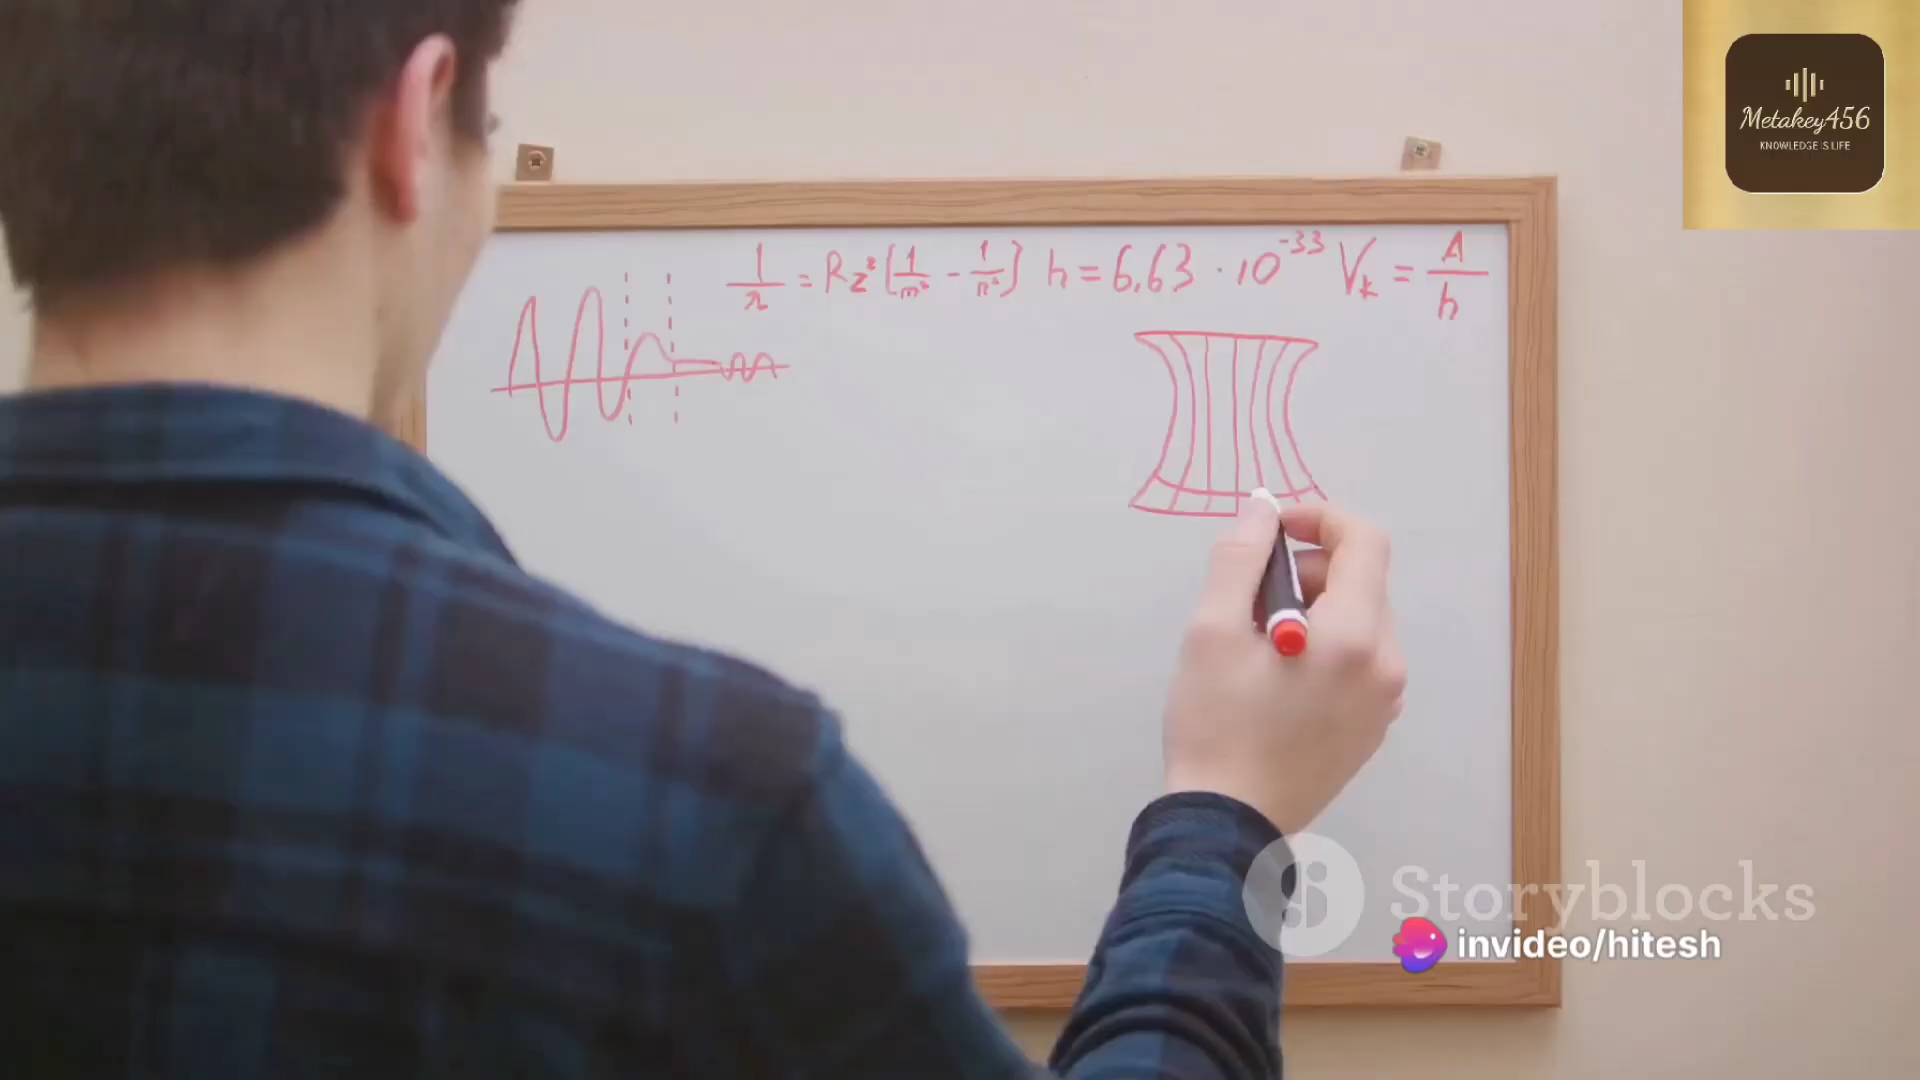 Metakey456
KNOWLEDGE IS LIFE
1/λ = Rz²[1/m² - 1/n²] h = 6,63 · 10⁻³³ Vₖ = A/h
Storyblocks
invideo/hitesh